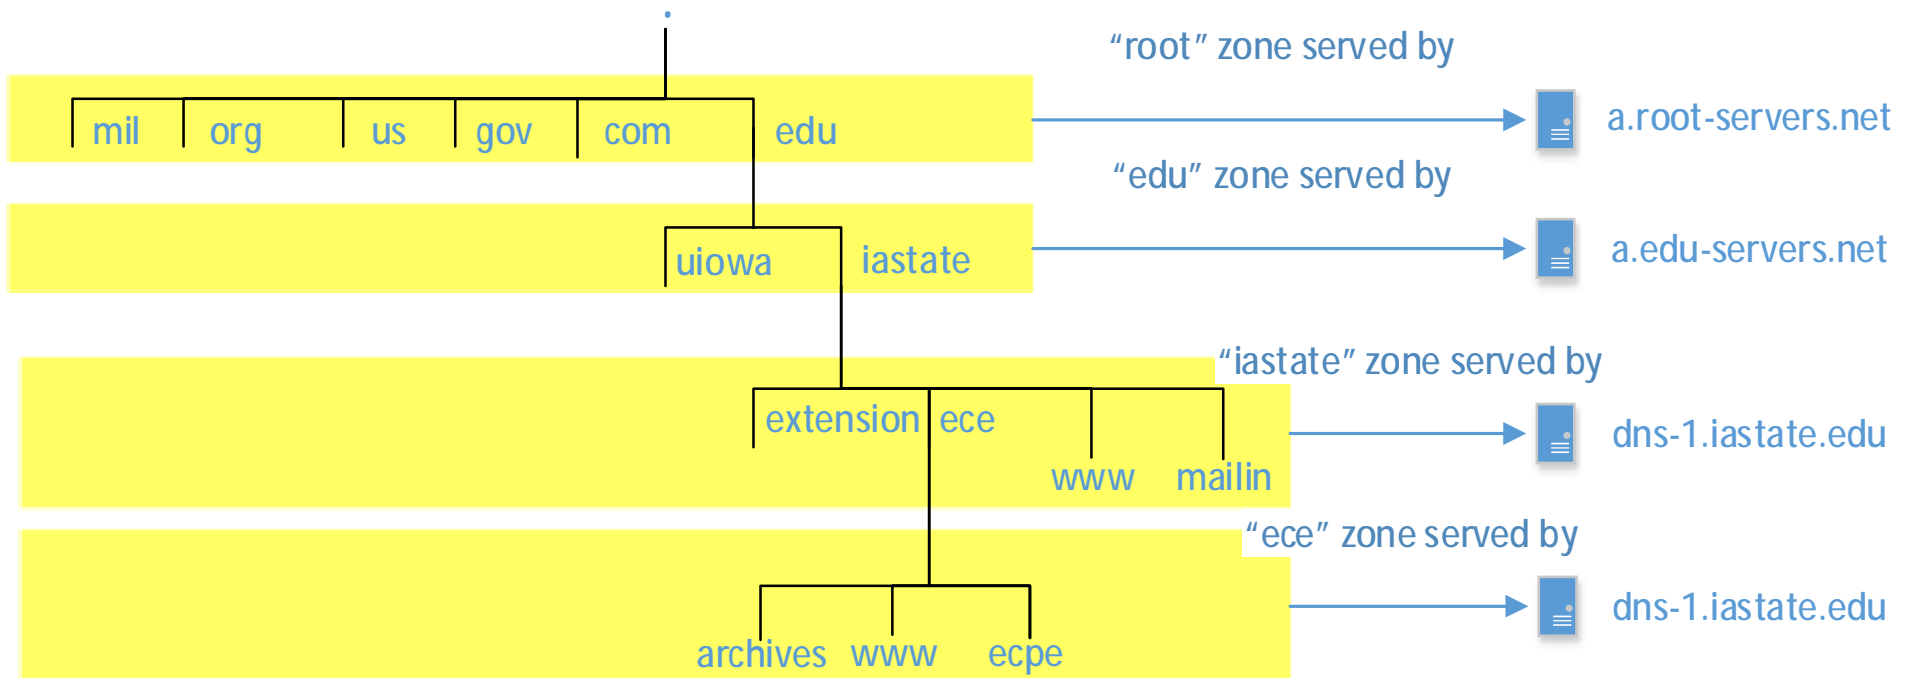 .
“root” zone served by
mil org us gov com edu
a.root-servers.net
“edu” zone served by
uiowa iastate
a.edu-servers.net
“iastate” zone served by
extension ece
dns-1.iastate.edu
www mailin
“ece” zone served by
dns-1.iastate.edu
archives www ecpe